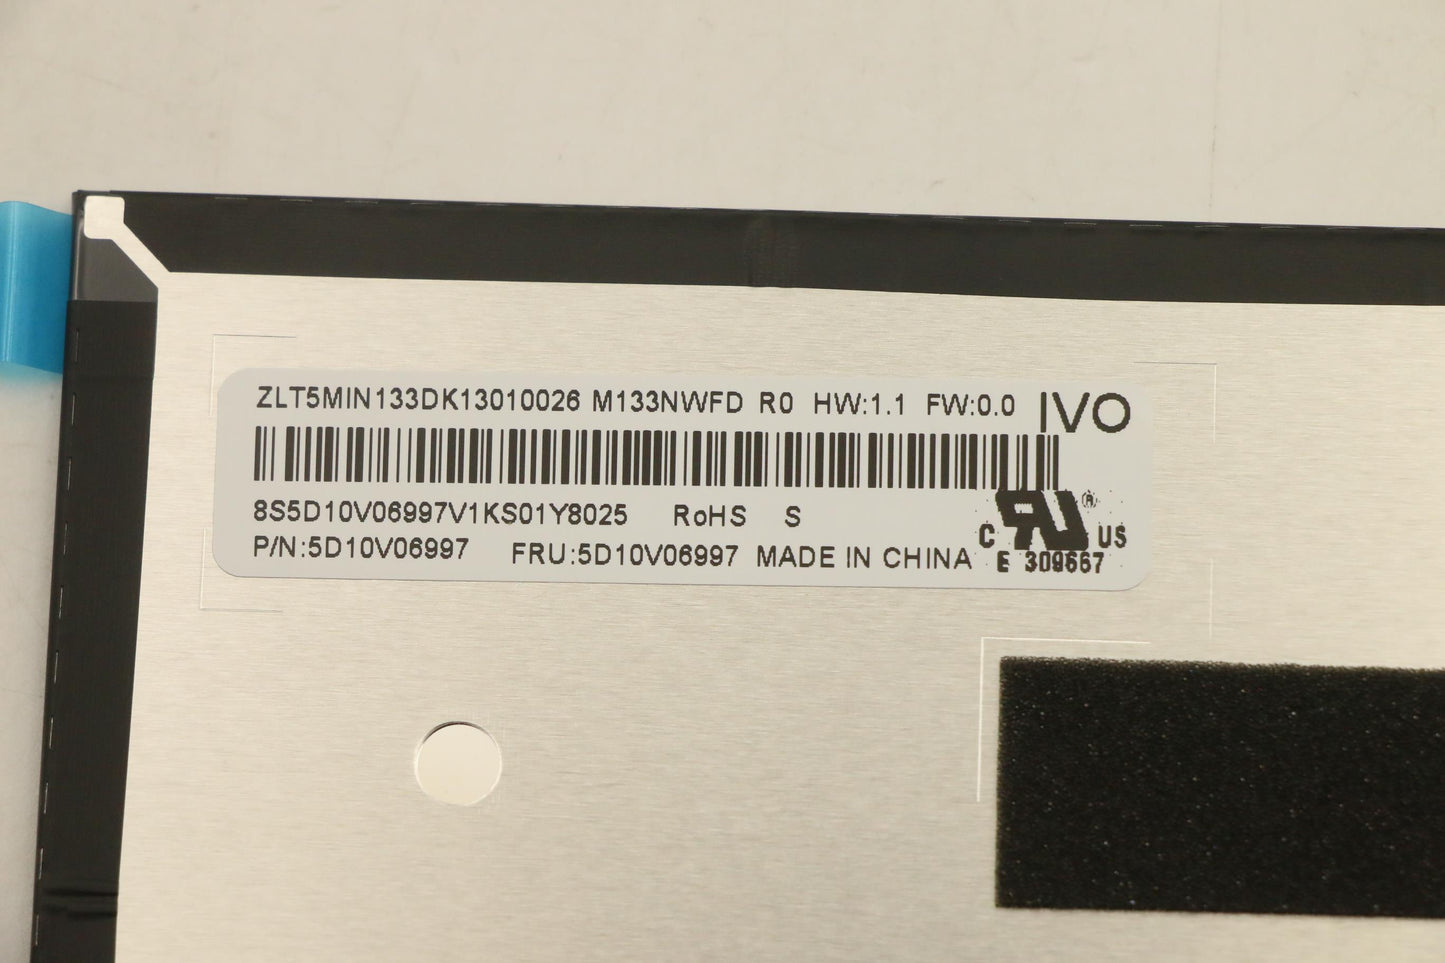 ZLT5MIN133DK13010026 M133NWFD R0 HW:1.1 FW:0.0 IVO
8S5D10V06997V1KS01Y8025 RoHS S
P/N:5D10V06997 FRU:5D10V06997 MADE IN CHINA
C RU ® US
E 309667